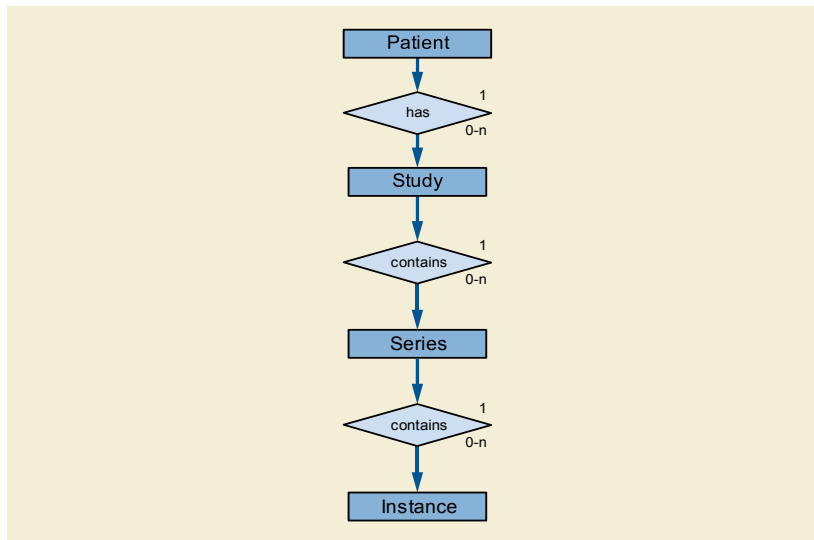 Patient
1
has
0-n
Study
1
contains
0-n
Series
1
contains
0-n
Instance